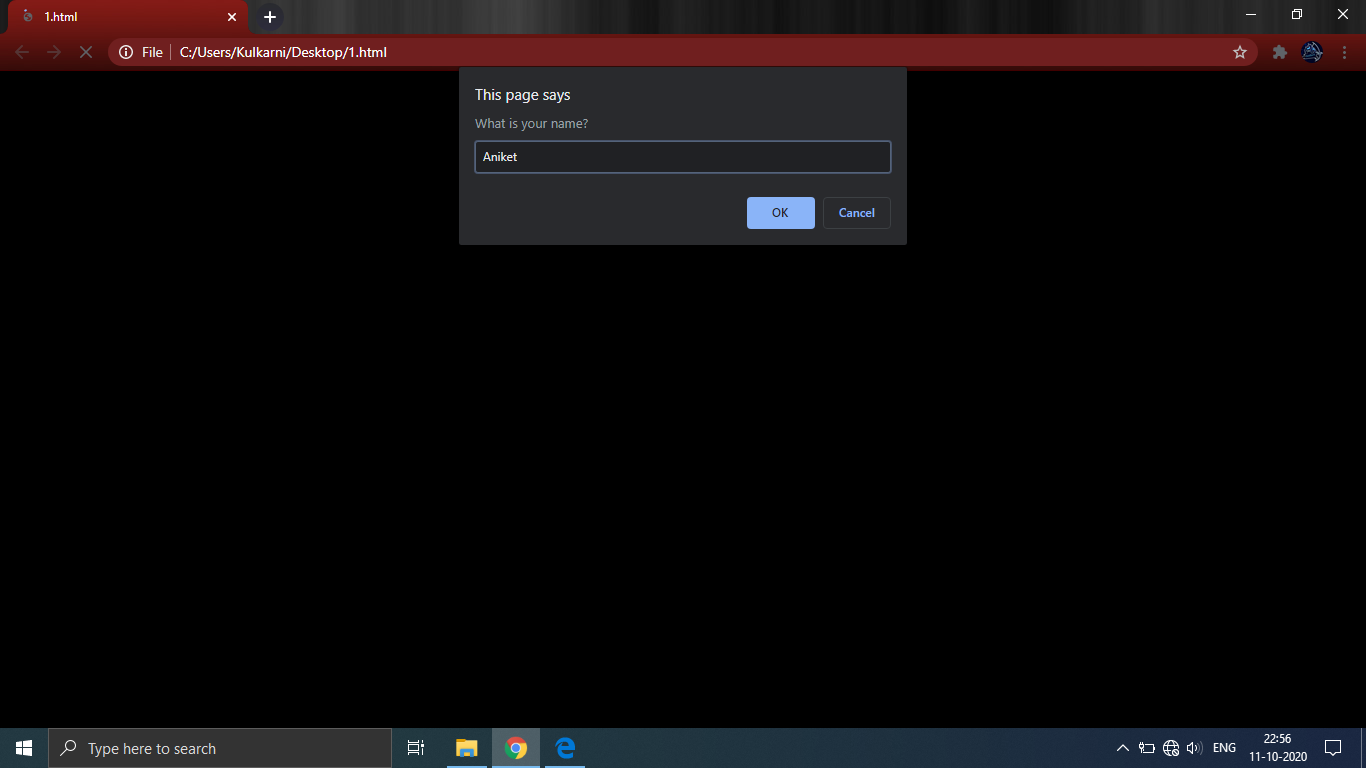 1.html
File C:/Users/Kulkarni/Desktop/1.html
This page says
What is your name?
Aniket
OK Cancel
Type here to search
ENG
22:56
11-10-2020